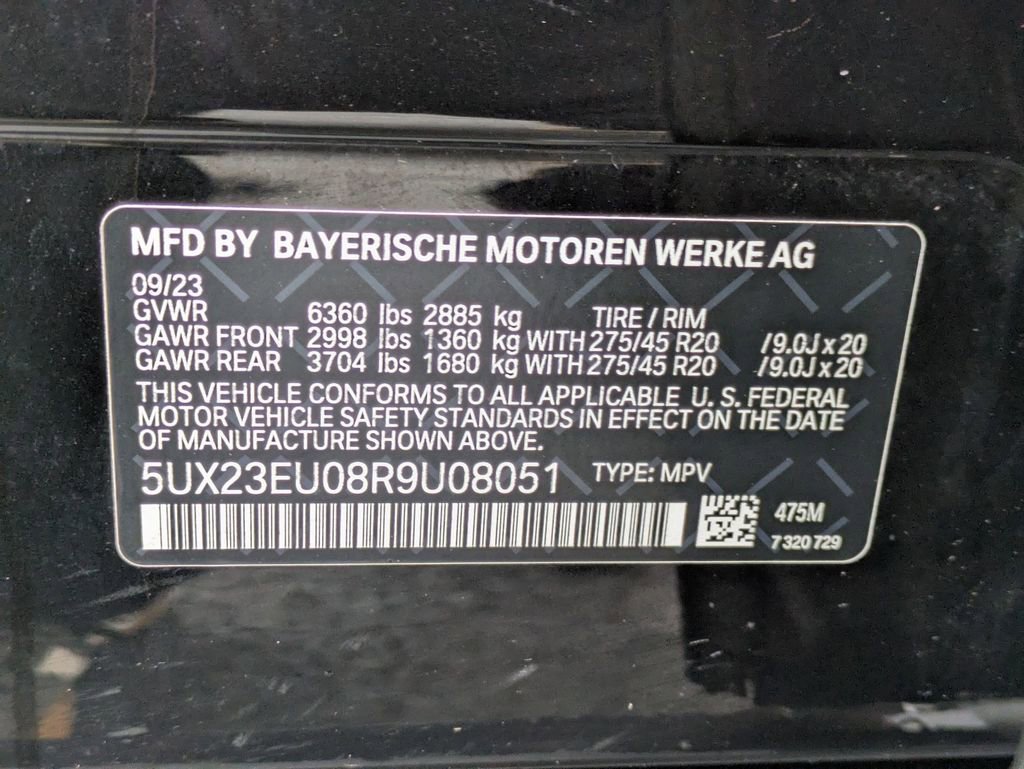 MFD BY BAYERISCHE MOTOREN WERKE AG
09/23
GVWR 6360 lbs 2885 kg TIRE / RIM
GAWR FRONT 2998 lbs 1360 kg WITH 275/45 R20 /9.0J x 20
GAWR REAR 3704 lbs 1680 kg WITH 275/45 R20 /9.0J x 20
THIS VEHICLE CONFORMS TO ALL APPLICABLE U. S. FEDERAL
MOTOR VEHICLE SAFETY STANDARDS IN EFFECT ON THE DATE
OF MANUFACTURE SHOWN ABOVE.
5UX23EU08R9U08051 TYPE: MPV
475M
7 320 729